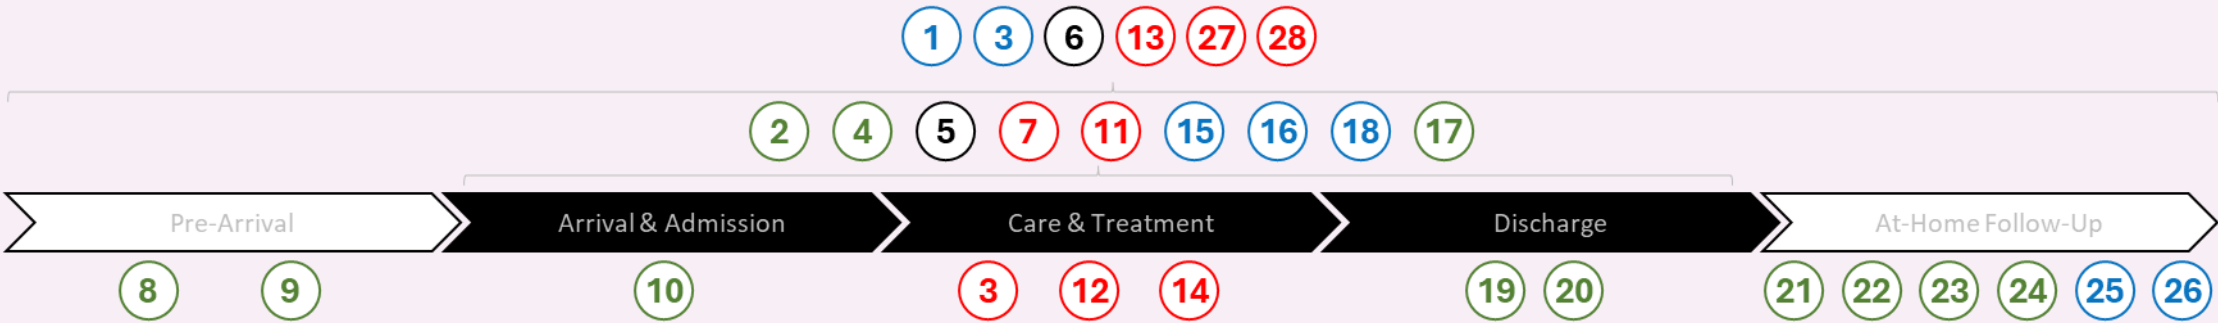 1 3 6 13 27 28
2 4 5 7 11 15 16 18 17
Pre-Arrival Arrival & Admission Care & Treatment Discharge At-Home Follow-Up
8 9 10 3 12 14 19 20 21 22 23 24 25 26